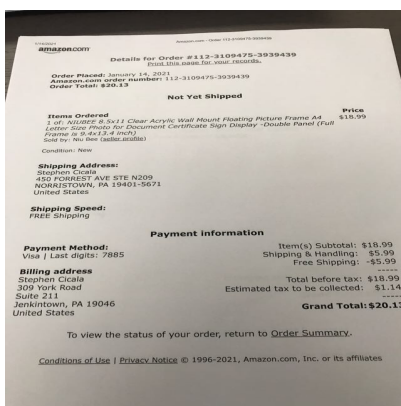 amazon.com
Details for Order #112-3109475-3939439
Print this page for your records.
Order Placed: January 14, 2021
Amazon.com order number: 112-3109475-3939439
Order Total: $20.13
Not Yet Shipped
Items Ordered Price
1 of: NIUBEE 8.5x11 Clear Acrylic Wall Mount Floating Picture Frame A4 $18.99
Letter Size Photo for Document Certificate Sign Display -Double Panel (Full
Frame is 9.4x13.4 inch)
Sold by: Niu Bee (seller profile)
Condition: New
Shipping Address:
Stephen Cicala
450 FORREST AVE STE N209
NORRISTOWN, PA 19401-5671
United States
Shipping Speed:
FREE Shipping
Payment information
Payment Method:
Visa | Last digits: 7885
Billing address
Stephen Cicala
309 York Road
Suite 211
Jenkintown, PA 19046
United States
Item(s) Subtotal: $18.99
Shipping & Handling: $5.99
Free Shipping: -$5.99
-----
Total before tax: $18.99
Estimated tax to be collected: $1.14
-----
Grand Total: $20.13
To view the status of your order, return to Order Summary.
Conditions of Use | Privacy Notice © 1996-2021, Amazon.com, Inc. or its affiliates